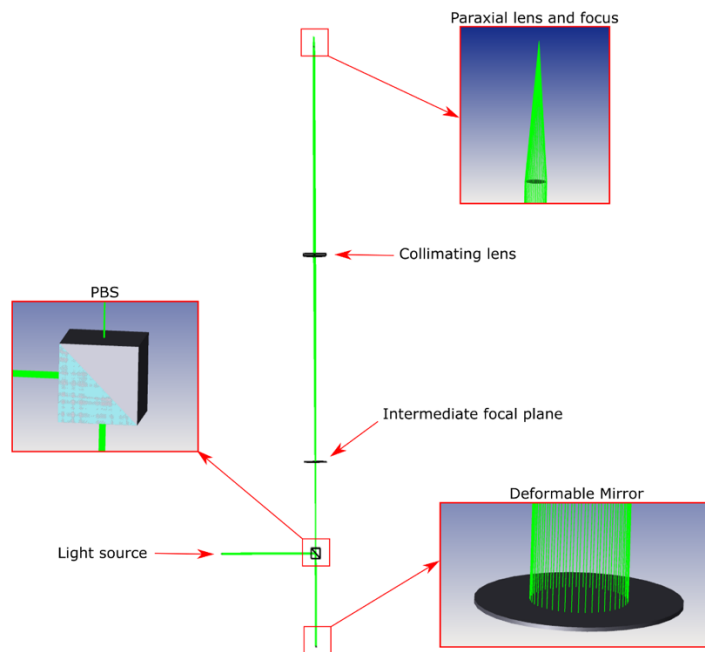 Paraxial lens and focus
Collimating lens
PBS
Intermediate focal plane
Deformable Mirror
Light source